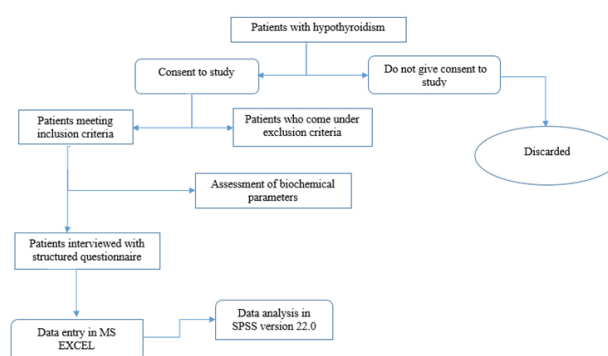 Patients with hypothyroidism
Consent to study
Do not give consent to
study
Patients meeting
inclusion criteria
Patients who come under
exclusion criteria
Discarded
Assessment of biochemical
parameters
Patients interviewed with
structured questionnaire
Data entry in MS
EXCEL
Data analysis in
SPSS version 22.0